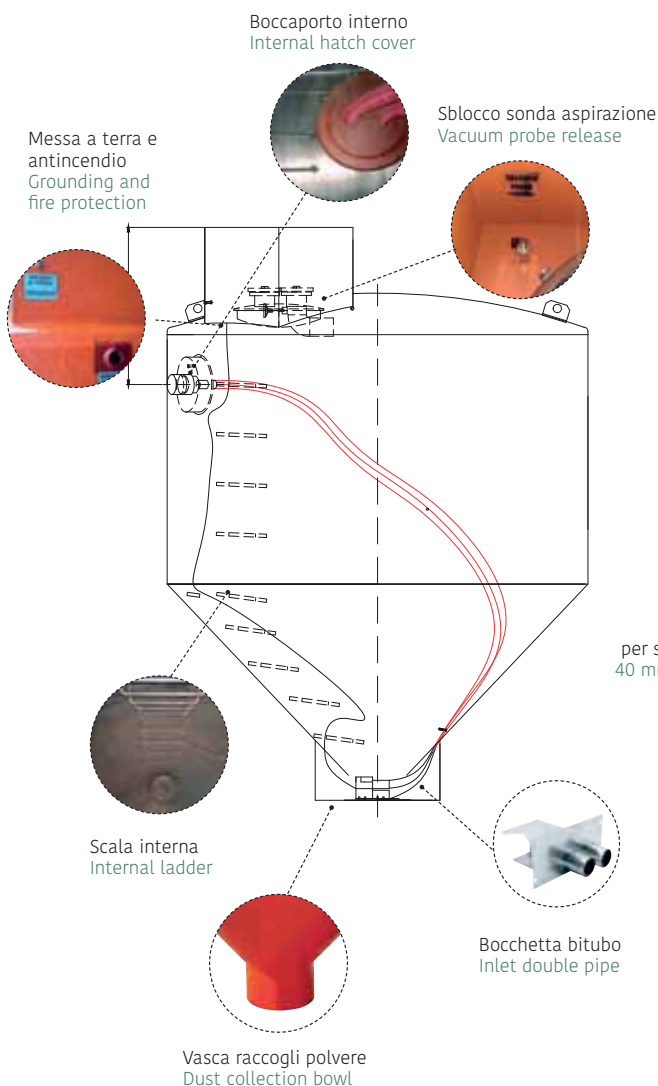 Boccaporto interno
Internal hatch cover
Sblocco sonda aspirazione
Vacuum probe release
Messa a terra e
antincendio
Grounding and
fire protection
per s
40 m
Scala interna
Internal ladder
Bocchetta bitubo
Inlet double pipe
Vasca raccogli polvere
Dust collection bowl